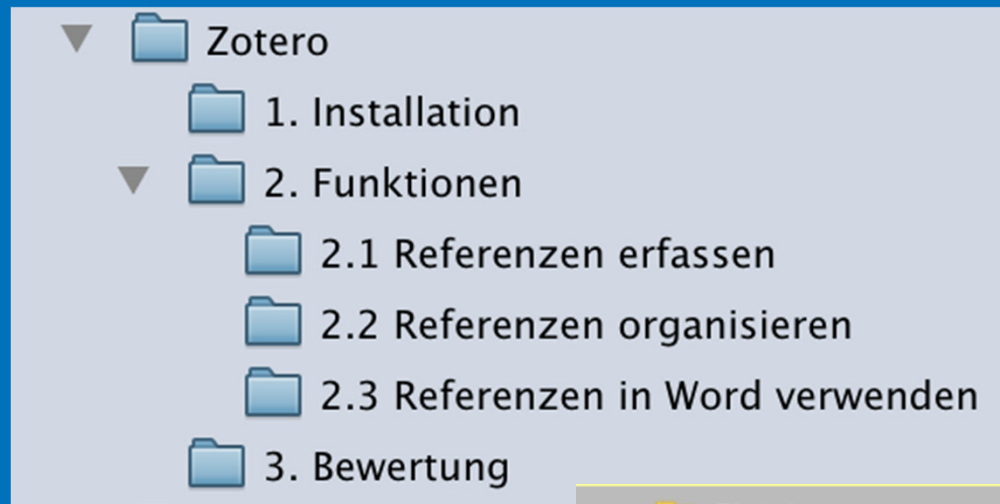 Zotero
1. Installation
2. Funktionen
2.1 Referenzen erfassen
2.2 Referenzen organisieren
2.3 Referenzen in Word verwenden
3. Bewertung